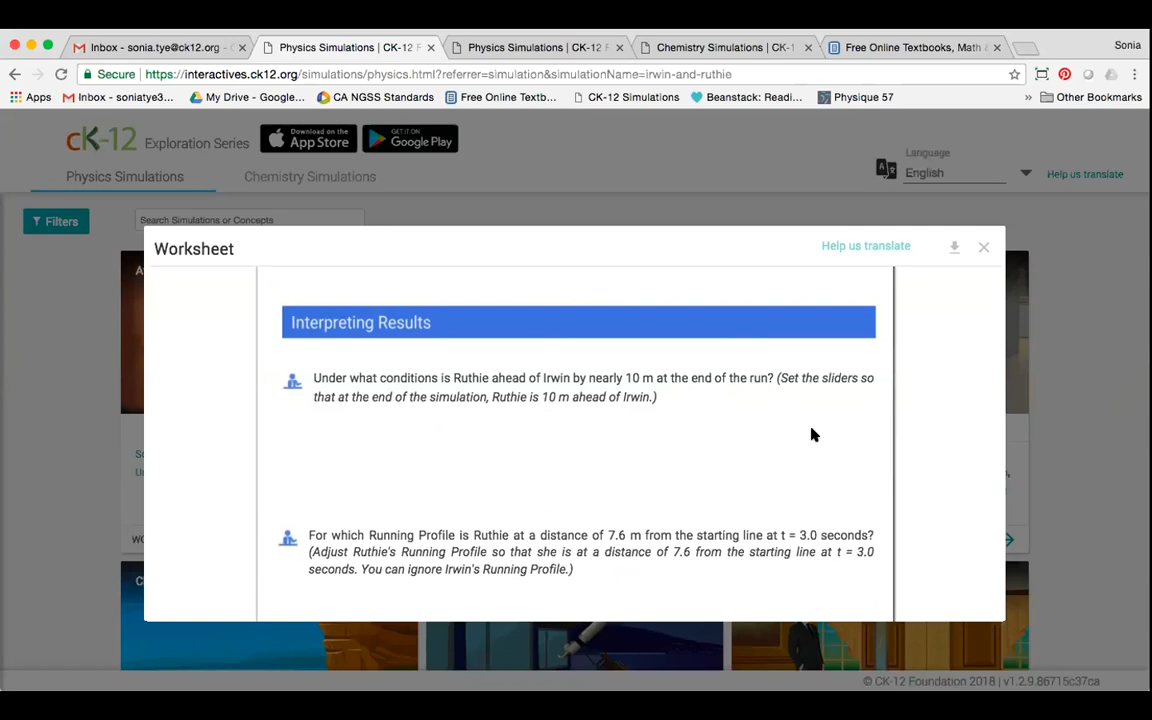 Inbox - sonia.tye@ck12.org -
Physics Simulations | CK-12 F
Physics Simulations | CK-12 F
Chemistry Simulations | CK-1
Free Online Textbooks, Math &
Sonia
Secure
https://interactives.ck12.org/simulations/physics.html?referrer=simulation&simulationName=irwin-and-ruthie
Apps
Inbox - soniatye3...
My Drive - Google...
CA NGSS Standards
Free Online Textb...
CK-12 Simulations
Beanstack: Readi...
Physique 57
»
Other Bookmarks
cK-12 Exploration Series
Download on the
App Store
GET IT ON
Google Play
Language
English
Help us translate
Physics Simulations
Chemistry Simulations
Filters
Search Simulations or Concepts
Worksheet
Help us translate
Interpreting Results
Under what conditions is Ruthie ahead of Irwin by nearly 10 m at the end of the run? (Set the sliders so
that at the end of the simulation, Ruthie is 10 m ahead of Irwin.)
For which Running Profile is Ruthie at a distance of 7.6 m from the starting line at t = 3.0 seconds?
(Adjust Ruthie's Running Profile so that she is at a distance of 7.6 from the starting line at t = 3.0
seconds. You can ignore Irwin's Running Profile.)
© CK-12 Foundation 2018 | v1.2.9.86715c37ca